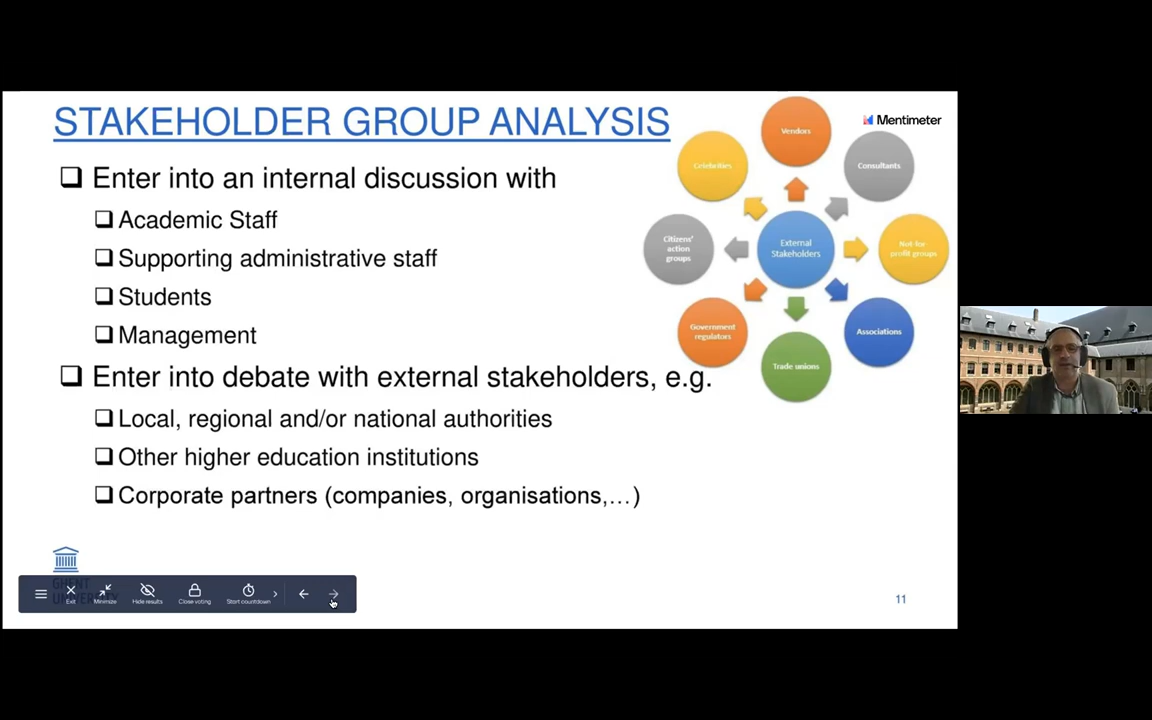 STAKEHOLDER GROUP ANALYSIS
Mentimeter
Enter into an internal discussion with
Academic Staff
Supporting administrative staff
Students
Management
Enter into debate with external stakeholders, e.g.
Local, regional and/or national authorities
Other higher education institutions
Corporate partners (companies, organisations,…)
Vendors
Celebrities
Consultants
Citizens'
action
groups
External
Stakeholders
Not-for-
profit groups
Government
regulators
Associations
Trade unions
GHENT
Exit
Minimize
Hide results
Close voting
Start countdown
11